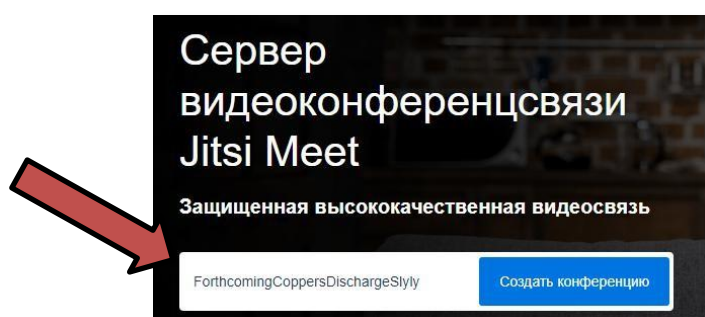 Сервер
видеоконференцсвязи
Jitsi Meet
Защищенная высококачественная видеосвязь
ForthcomingCoppersDischargeSlyly
Создать конференцию